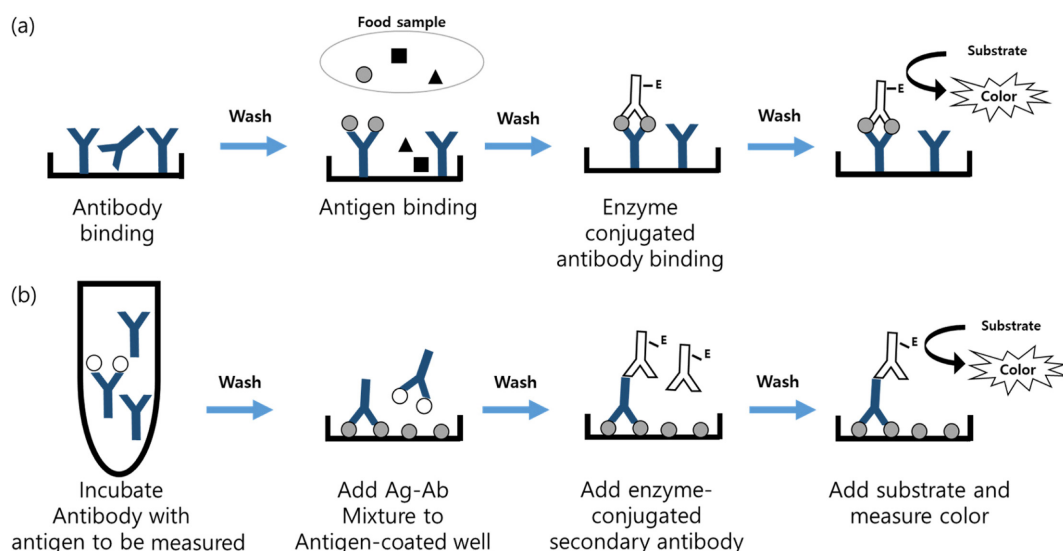 (a)
Food sample
Substrate
E
E
Color
Wash
Wash
Wash
Antibody
binding
Antigen binding
Enzyme
conjugated
antibody binding
(b)
Substrate
E
E
E
Color
Wash
Wash
Wash
Incubate
Antibody with
antigen to be measured
Add Ag-Ab
Mixture to
Antigen-coated well
Add enzyme-
conjugated
secondary antibody
Add substrate and
measure color